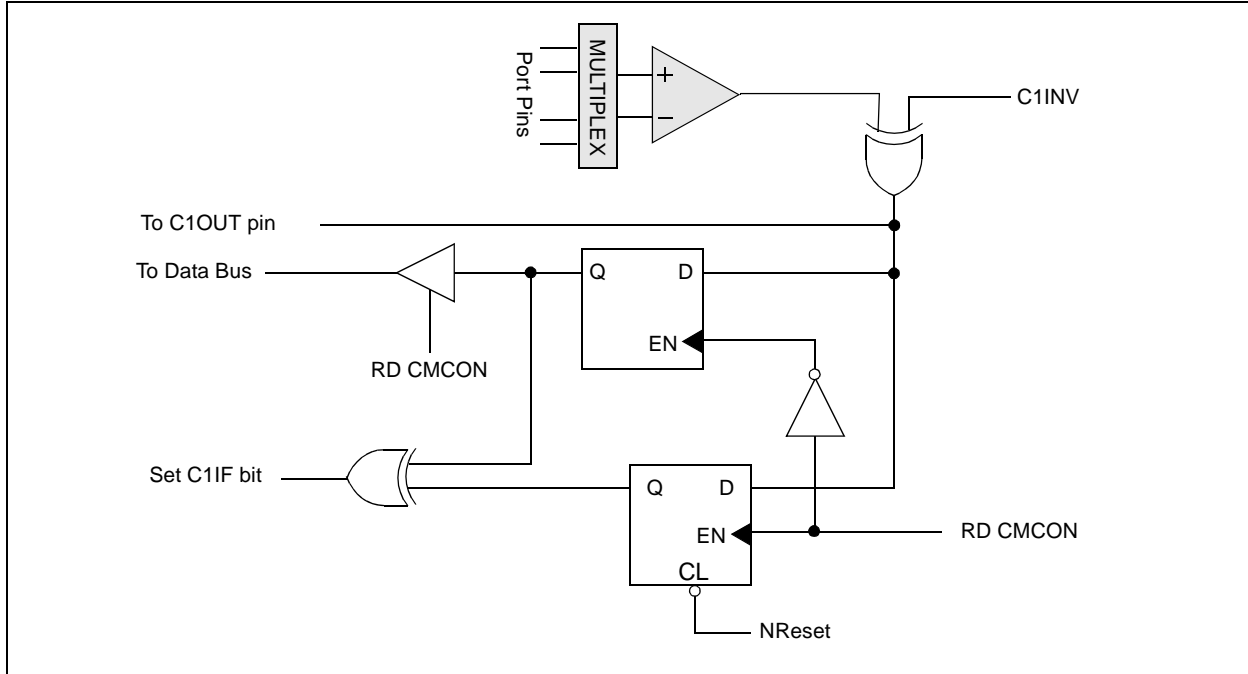 Port Pins
MULTIPLEX
+
−
C1INV
To C1OUT pin
To Data Bus
Q
D
EN
RD CMCON
Set C1IF bit
Q
D
EN
RD CMCON
CL
NReset